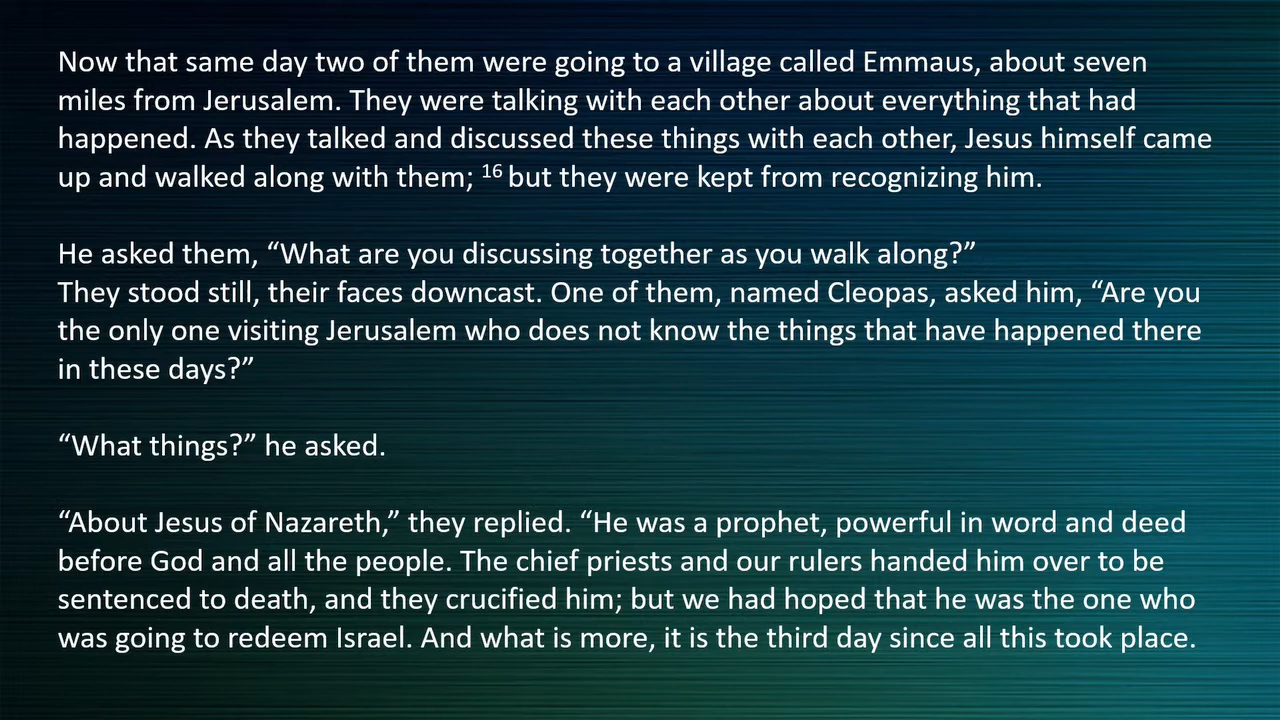 Now that same day two of them were going to a village called Emmaus, about seven
miles from Jerusalem. They were talking with each other about everything that had
happened. As they talked and discussed these things with each other, Jesus himself came
up and walked along with them; 16 but they were kept from recognizing him.
He asked them, “What are you discussing together as you walk along?”
They stood still, their faces downcast. One of them, named Cleopas, asked him, “Are you
the only one visiting Jerusalem who does not know the things that have happened there
in these days?”
“What things?” he asked.
“About Jesus of Nazareth,” they replied. “He was a prophet, powerful in word and deed
before God and all the people. The chief priests and our rulers handed him over to be
sentenced to death, and they crucified him; but we had hoped that he was the one who
was going to redeem Israel. And what is more, it is the third day since all this took place.